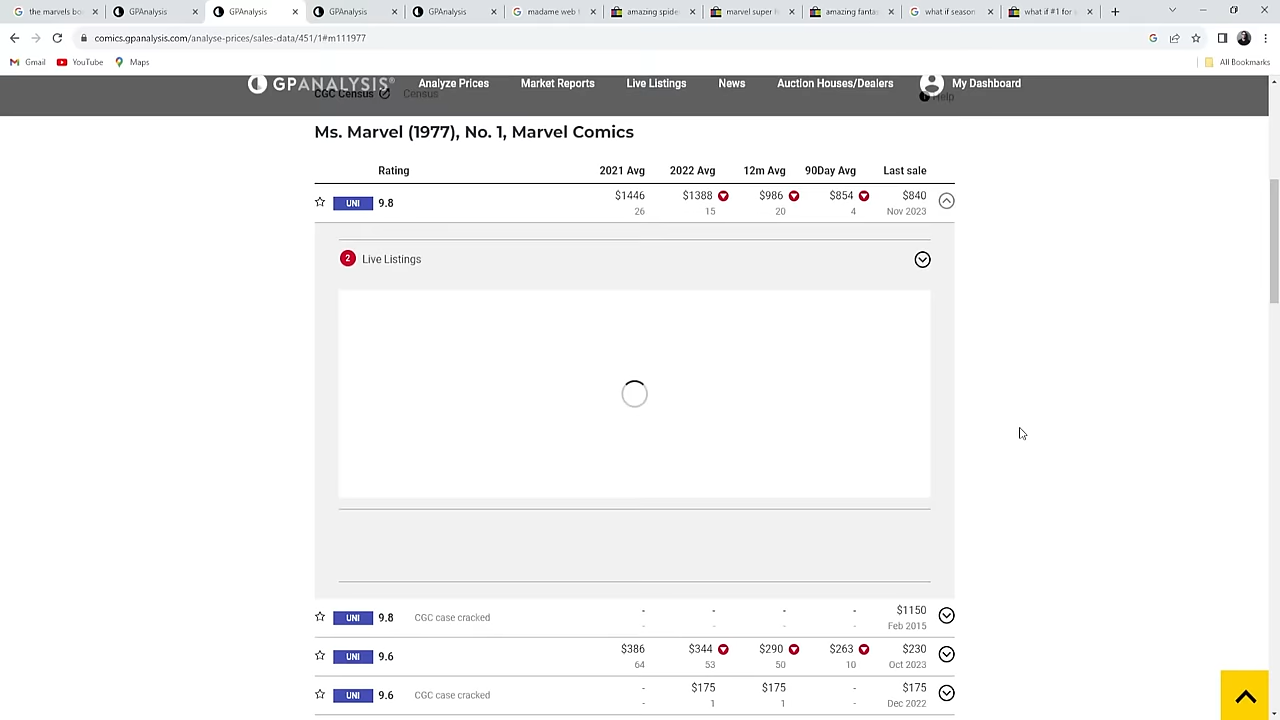 the marvels bo
GPAnalysis
GPAnalysis
GPAnalysis
GPAnalysis
madame web
amazing spide
marvel super h
amazing fanta
what if season
what if #1 for s
comics.gpanalysis.com/analyse-prices/sales-data/451/1#m111977
Gmail YouTube Maps All Bookmarks
GPANALYSIS® Analyze Prices Market Reports Live Listings News Auction Houses/Dealers My Dashboard
CGC Census Census Help
Ms. Marvel (1977), No. 1, Marvel Comics
Rating 2021 Avg 2022 Avg 12m Avg 90Day Avg Last sale
UNI 9.8 $1446 $1388 $986 $854 $840
26 15 20 4 Nov 2023
2 Live Listings
UNI 9.8 CGC case cracked - - - - $1150
- - - - Feb 2015
UNI 9.6 $386 $344 $290 $263 $230
64 53 50 10 Oct 2023
UNI 9.6 CGC case cracked - $175 $175 - $175
- 1 1 - Dec 2022